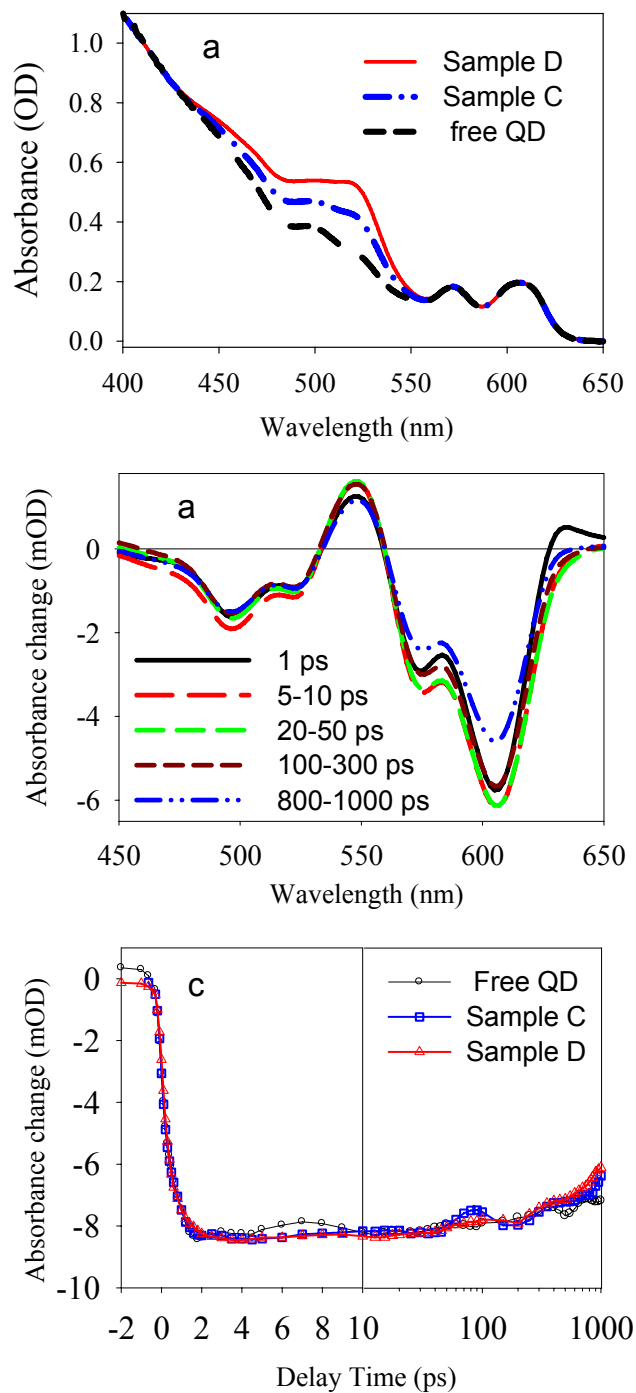 a
Sample D
Sample C
free QD
Absorbance (OD)
1.0
0.8
0.6
0.4
0.2
0.0
400 450 500 550 600 650
Wavelength (nm)
a
Absorbance change (mOD)
0
-2
-4
-6
1 ps
5-10 ps
20-50 ps
100-300 ps
800-1000 ps
450 500 550 600 650
Wavelength (nm)
c
Free QD
Sample C
Sample D
Absorbance change (mOD)
0
-2
-4
-6
-8
-10
-2 0 2 4 6 8 10 100 1000
Delay Time (ps)